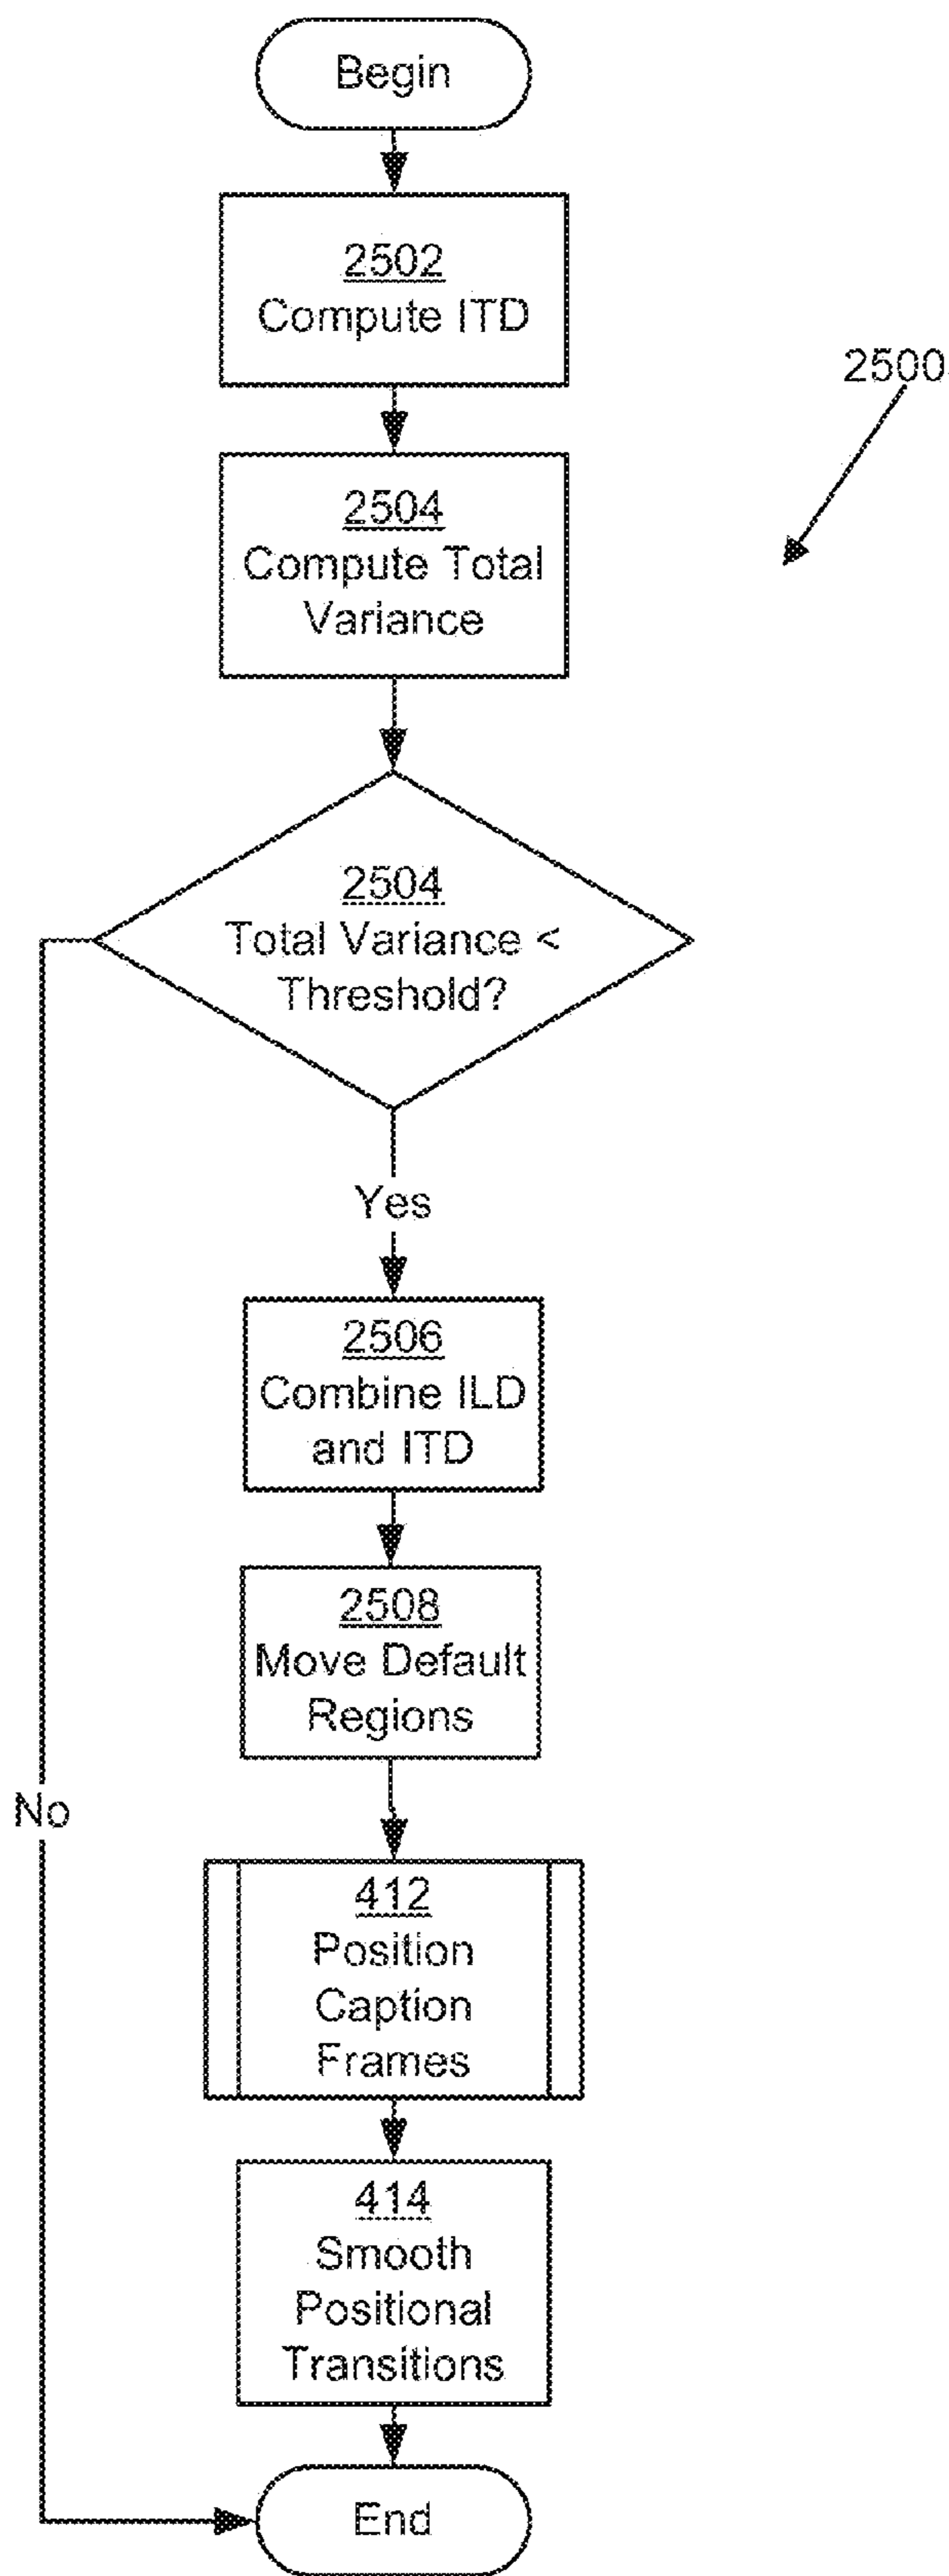 Begin
2502
Compute ITD
2500
2504
Compute Total
Variance
2504
Total Variance <
Threshold?
Yes
2506
Combine ILD
and ITD
2508
Move Default
Regions
No
412
Position
Caption
Frames
414
Smooth
Positional
Transitions
End